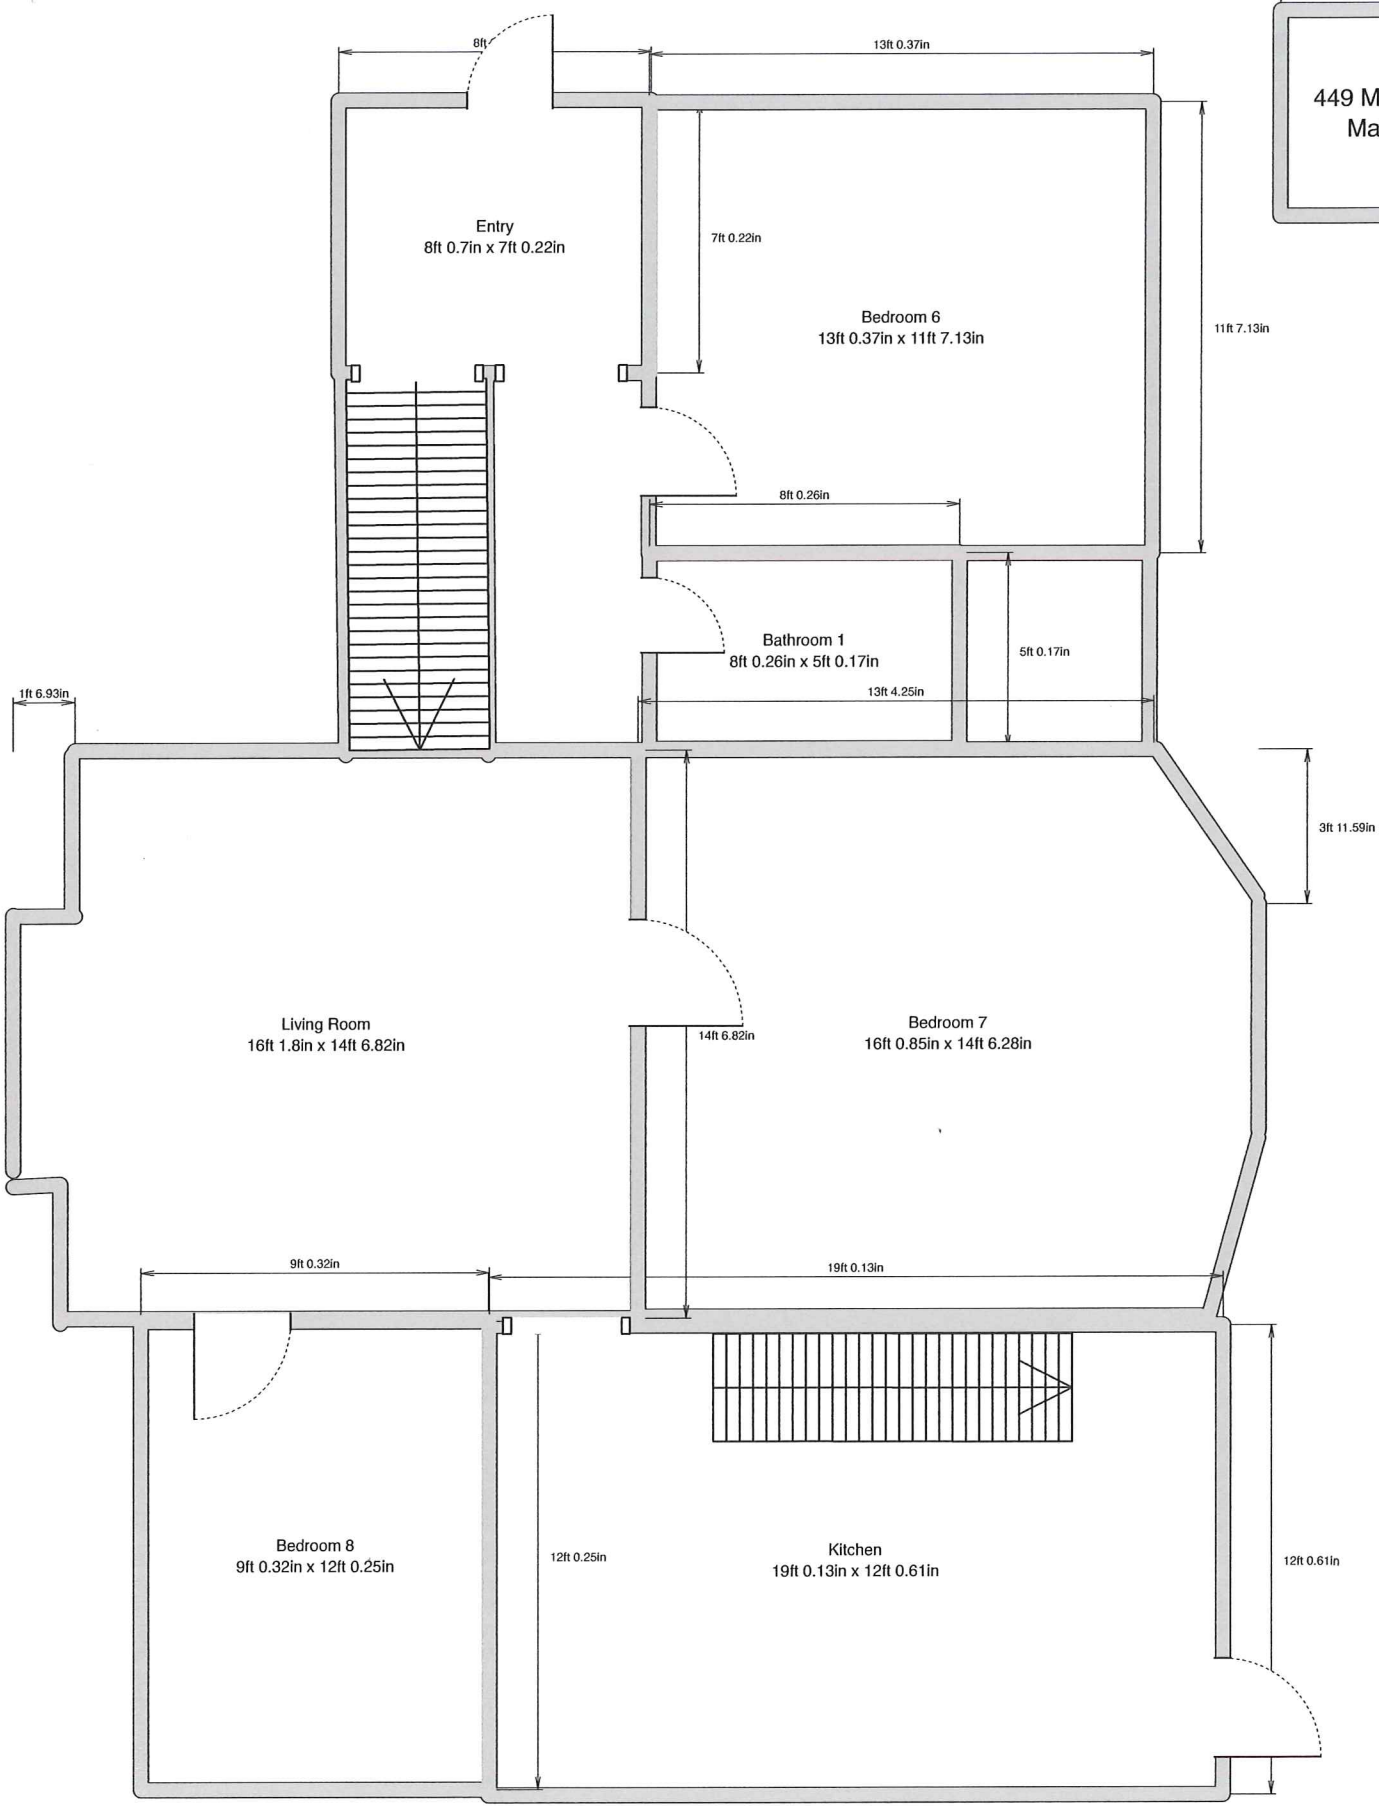 8ft
13ft 0.37in
449 M
Ma
Entry
8ft 0.7in x 7ft 0.22in
7ft 0.22in
Bedroom 6
13ft 0.37in x 11ft 7.13in
11ft 7.13in
8ft 0.26in
Bathroom 1
8ft 0.26in x 5ft 0.17in
5ft 0.17in
13ft 4.25in
1ft 6.93in
3ft 11.59in
Living Room
16ft 1.8in x 14ft 6.82in
14ft 6.82in
Bedroom 7
16ft 0.85in x 14ft 6.28in
9ft 0.32in
19ft 0.13in
Bedroom 8
9ft 0.32in x 12ft 0.25in
12ft 0.25in
Kitchen
19ft 0.13in x 12ft 0.61in
12ft 0.61in